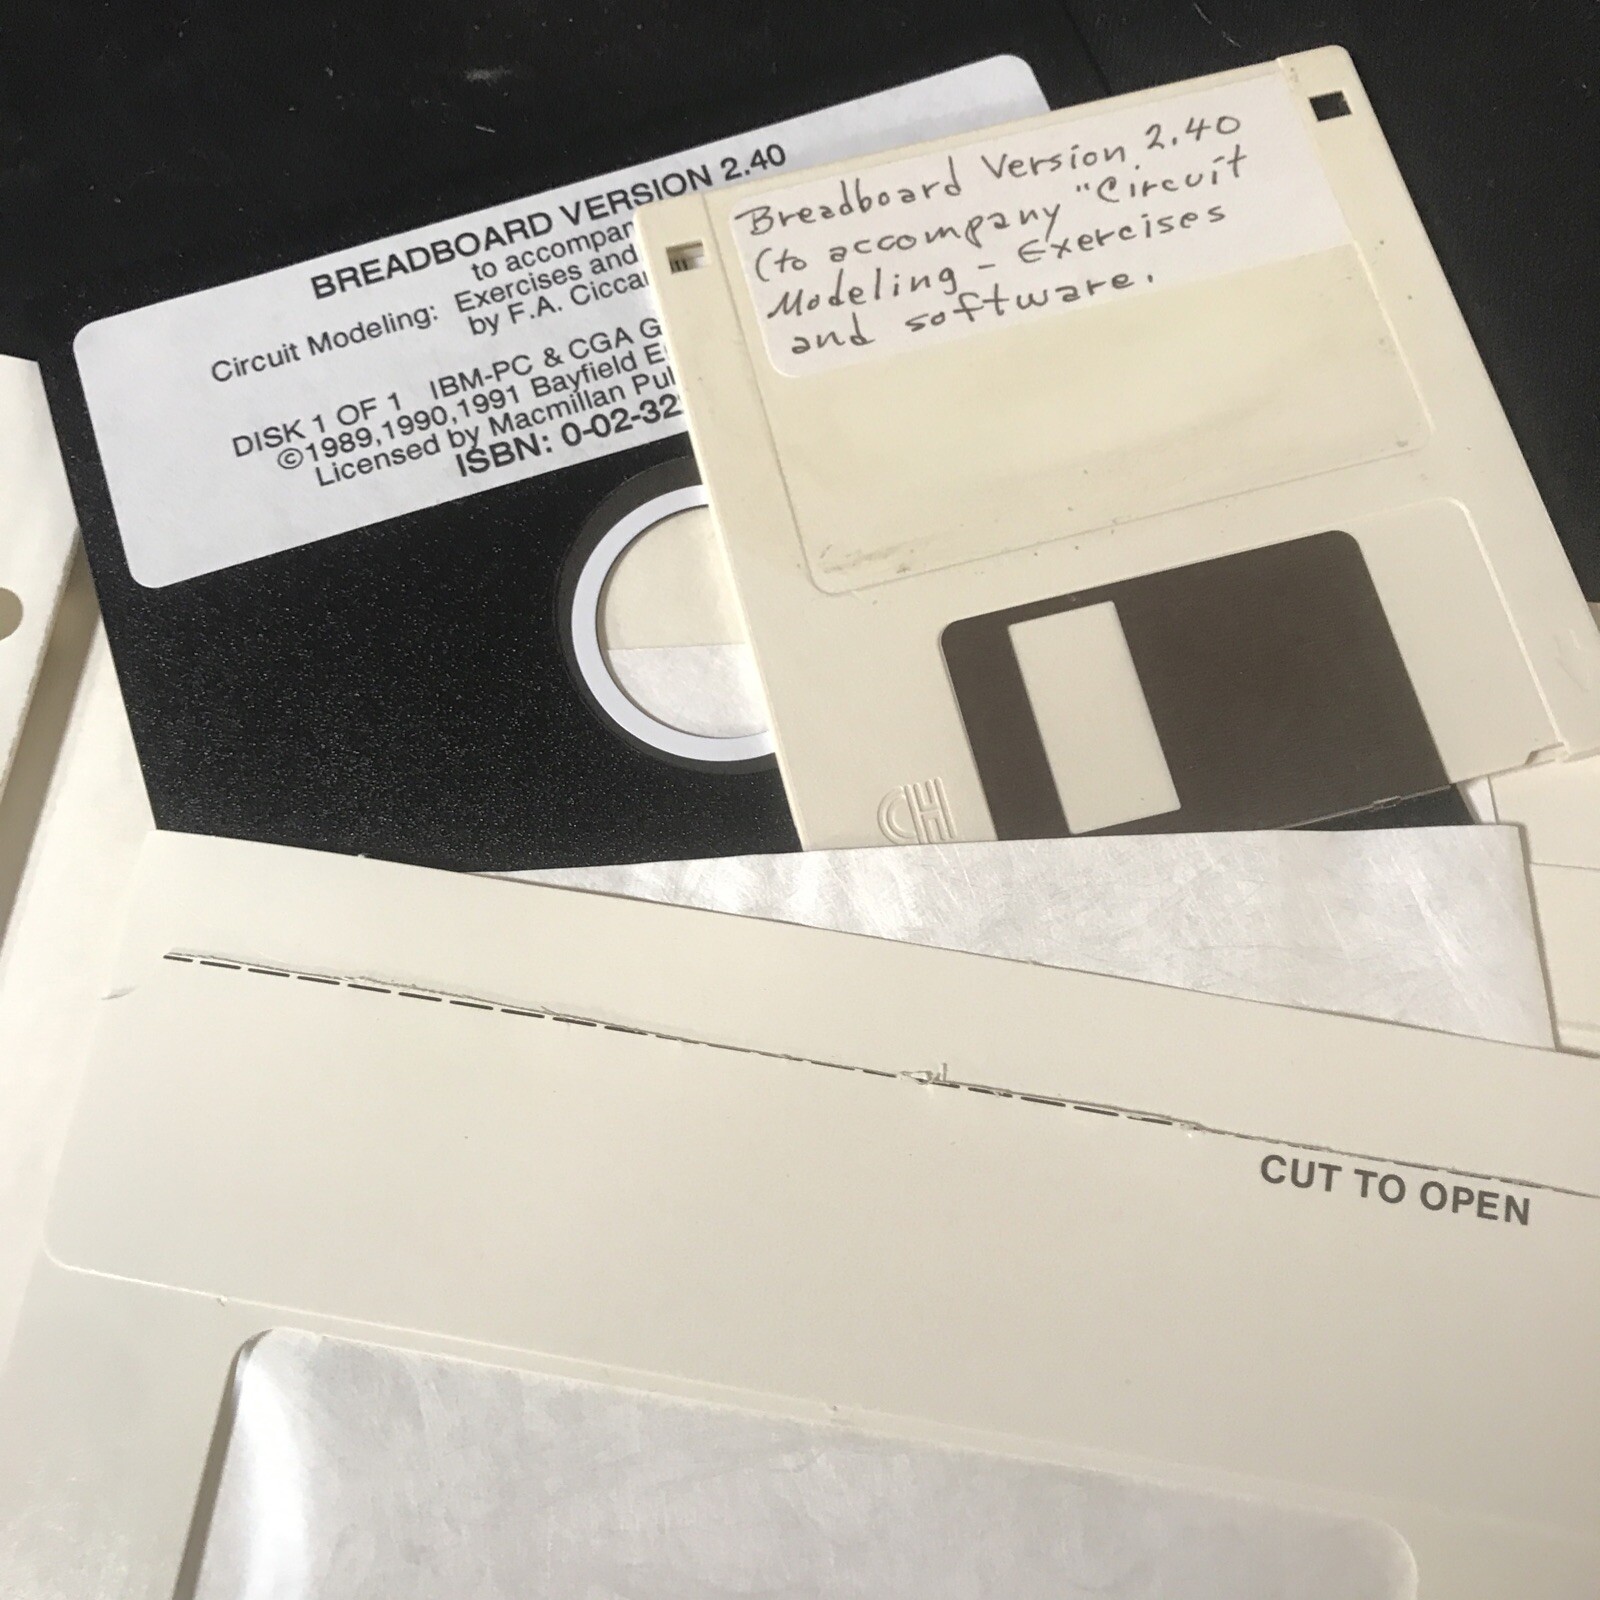 BREADBOARD VERSION 2.40
to accompan
Circuit Modeling: Exercises and
by F.A. Ciccar
DISK 1 OF 1 IBM-PC & CGA G
©1989,1990,1991 Bayfield E
Licensed by Macmillan Pu
ISBN: 0-02-32
Breadboard Version 2.40
(to accompany "Circuit
Modeling - Exercises
and software.
CH
CUT TO OPEN